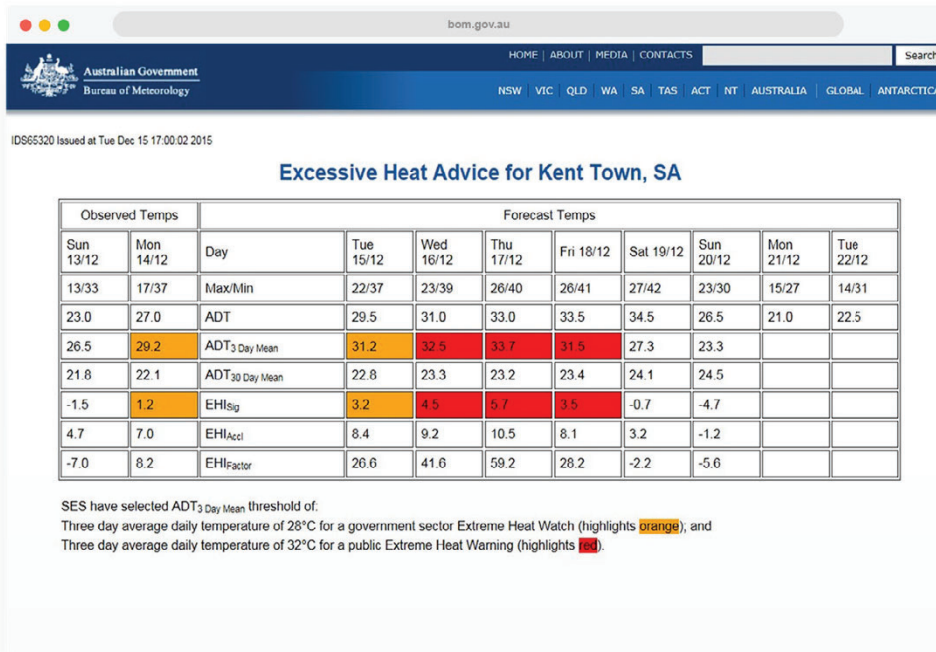 bom.gov.au
HOME | ABOUT | MEDIA | CONTACTS
Search
Australian Government
Bureau of Meteorology
NSW | VIC | QLD | WA | SA | TAS | ACT | NT | AUSTRALIA | GLOBAL | ANTARCTICA
IDS65320 Issued at Tue Dec 15 17:00:02 2015
Excessive Heat Advice for Kent Town, SA
Observed Temps Forecast Temps
Sun 13/12 Mon 14/12 Day Tue 15/12 Wed 16/12 Thu 17/12 Fri 18/12 Sat 19/12 Sun 20/12 Mon 21/12 Tue 22/12
13/33 17/37 Max/Min 22/37 23/39 26/40 26/41 27/42 23/30 15/27 14/31
23.0 27.0 ADT 29.5 31.0 33.0 33.5 34.5 26.5 21.0 22.5
26.5 29.2 ADT3 Day Mean 31.2 32.5 33.7 31.5 27.3 23.3
21.8 22.1 ADT30 Day Mean 22.8 23.3 23.2 23.4 24.1 24.5
-1.5 1.2 EHISig 3.2 4.5 5.7 3.5 -0.7 -4.7
4.7 7.0 EHIAccl 8.4 9.2 10.5 8.1 3.2 -1.2
-7.0 8.2 EHIFactor 26.6 41.6 59.2 28.2 -2.2 -5.6
SES have selected ADT3 Day Mean threshold of:
Three day average daily temperature of 28°C for a government sector Extreme Heat Watch (highlights orange); and
Three day average daily temperature of 32°C for a public Extreme Heat Warning (highlights red).